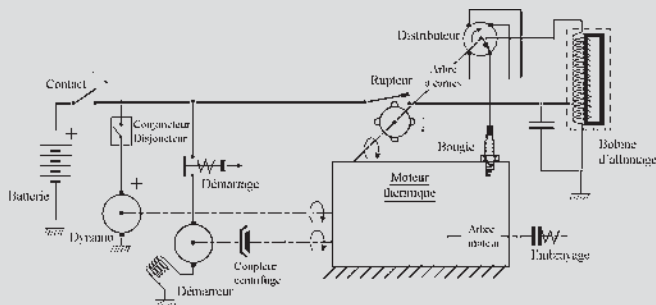 Distributeur
Contact
Rupteur
Arbre
à cames
+
Conjoncteur
Disjoncteur
Bougie
Bobine
d'allumage
Batterie
+
Démarrage
Moteur
thermique
Dynamo
Arbre
moteur
Embrayage
Coupleur
centrifuge
Démarreur